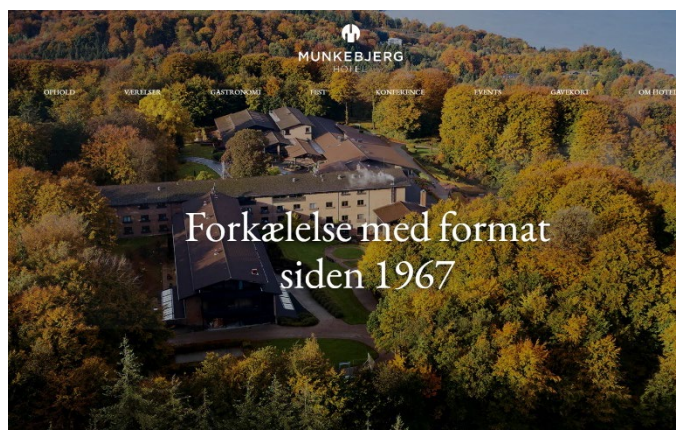 MUNKEBJERG
HOTEL
OPHOLD VÆRELSER GASTRONOMI FEST KONFERENCE EVENTS GAVEKORT OM HOTEL
Forkælelse med format
siden 1967